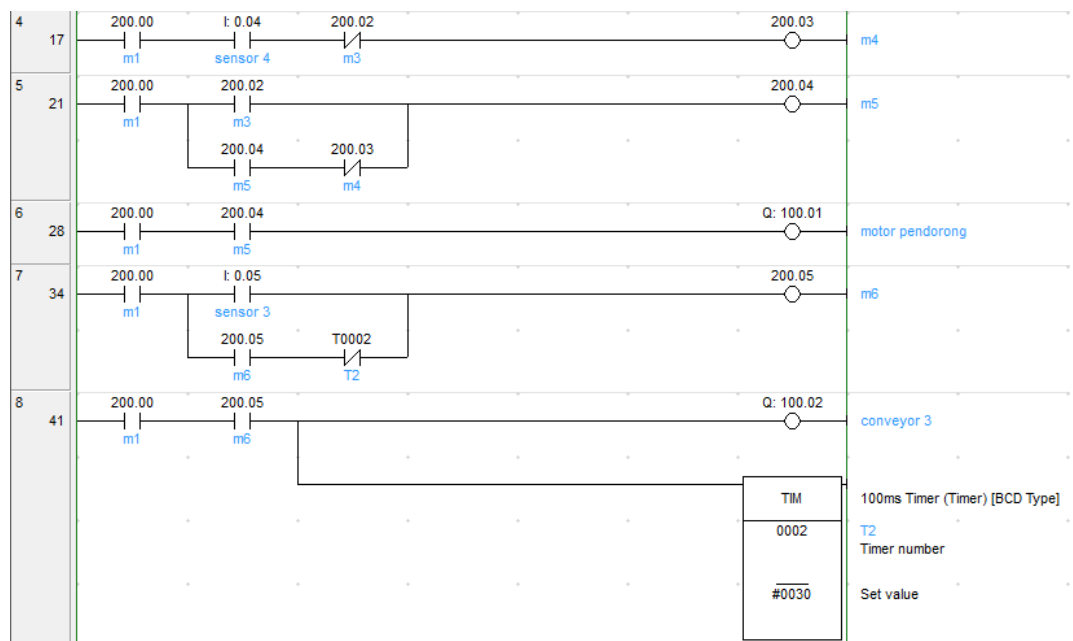 4
200.00 I: 0.04 200.02 200.03
17
m4
m1 sensor 4 m3
5
200.00 200.02 200.04
21
m5
m1 m3
200.04 200.03
m5 m4
6
200.00 200.04 Q: 100.01
28
motor pendorong
m1 m5
7
200.00 I: 0.05 200.05
34
m6
m1 sensor 3
200.05 T0002
m6 T2
8
200.00 200.05 Q: 100.02
41
conveyor 3
m1 m6
TIM 100ms Timer (Timer) [BCD Type]
0002 T2
Timer number
#0030 Set value